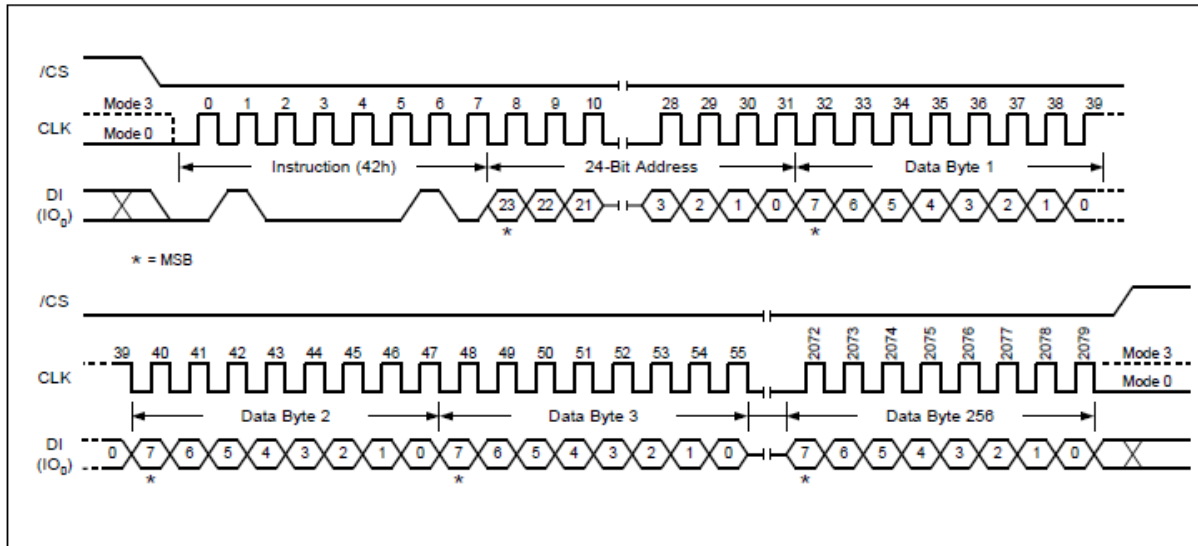 /CS
Mode 3 0 1 2 3 4 5 6 7 8 9 10 28 29 30 31 32 33 34 35 36 37 38 39
CLK
Mode 0
Instruction (42h) 24-Bit Address Data Byte 1
DI
(IO0)
23 22 21 3 2 1 0 7 6 5 4 3 2 1 0
* *
* = MSB
/CS
39 40 41 42 43 44 45 46 47 48 49 50 51 52 53 54 55 2072 2073 2074 2075 2076 2077 2078 2079
Mode 3
CLK
Mode 0
Data Byte 2 Data Byte 3 Data Byte 256
DI
(IO0)
0 7 6 5 4 3 2 1 0 7 6 5 4 3 2 1 0 7 6 5 4 3 2 1 0
* * *